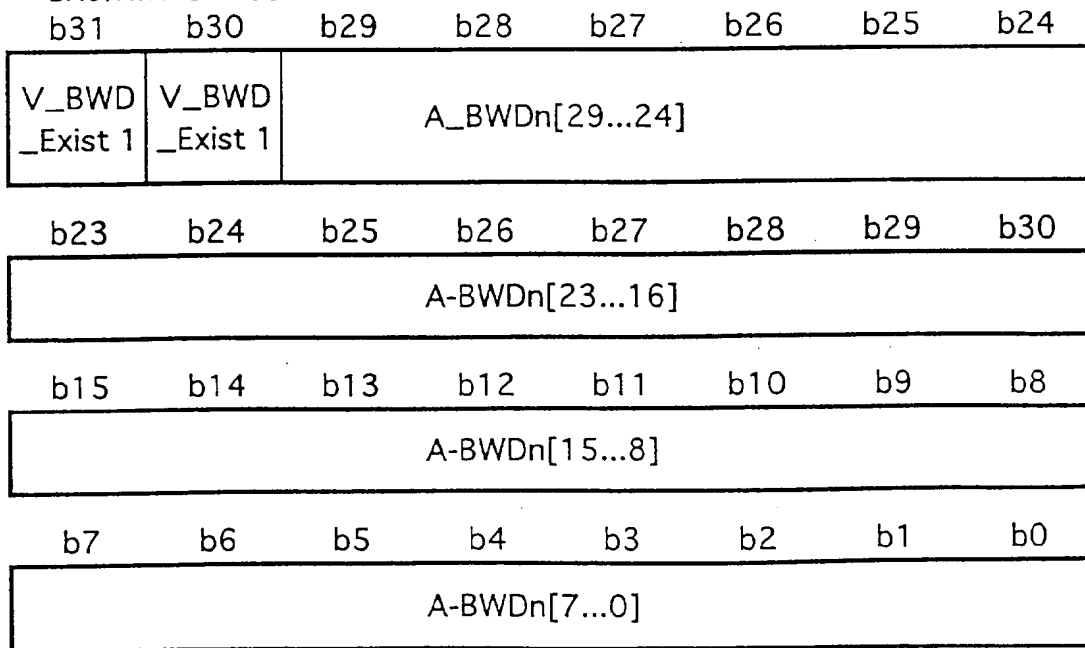 b31 b30 b29 b28 b27 b26 b25 b24
V_BWD V_BWD
_Exist 1 _Exist 1
A_BWDn[29...24]
b23 b24 b25 b26 b27 b28 b29 b30
A-BWDn[23...16]
b15 b14 b13 b12 b11 b10 b9 b8
A-BWDn[15...8]
b7 b6 b5 b4 b3 b2 b1 b0
A-BWDn[7...0]